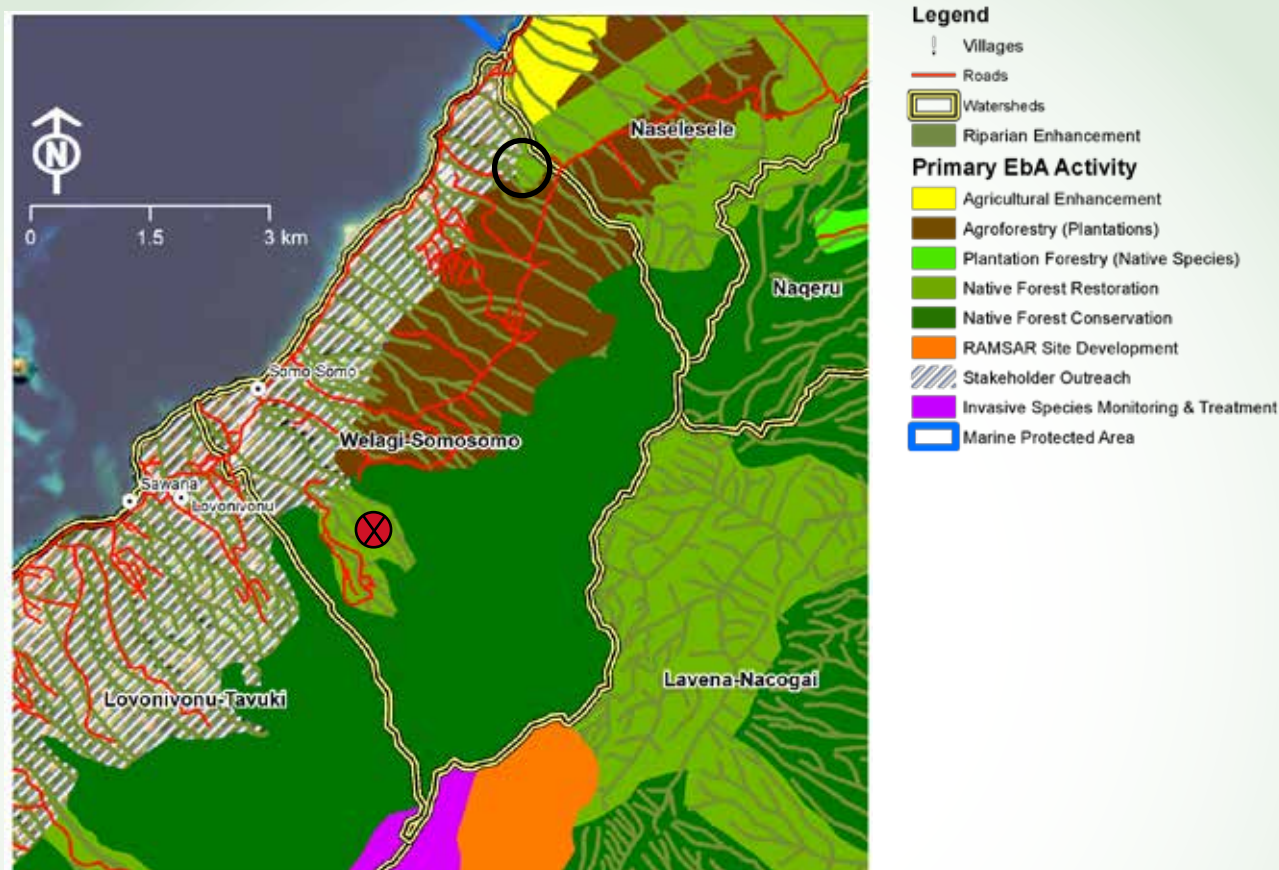 N
0 1.5 3 km
Naselesele
Naqeru
Somo Somo
Welagi-Somosomo
Sawana
Lovonivonu
Lavena-Nacogai
Lovonivonu-Tavuki
Legend
Villages
Roads
Watersheds
Riparian Enhancement
Primary EbA Activity
Agricultural Enhancement
Agroforestry (Plantations)
Plantation Forestry (Native Species)
Native Forest Restoration
Native Forest Conservation
RAMSAR Site Development
Stakeholder Outreach
Invasive Species Monitoring & Treatment
Marine Protected Area